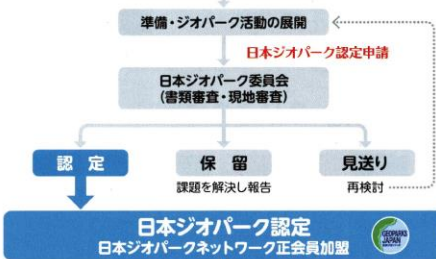 準備・ジオパーク活動の展開
日本ジオパーク認定申請
日本ジオパーク委員会
(書類審査・現地審査)
認 定
保 留
見送り
課題を解決し報告
再検討
日本ジオパーク認定
日本ジオパークネットワーク正会員加盟
GEOPARKS
JAPAN